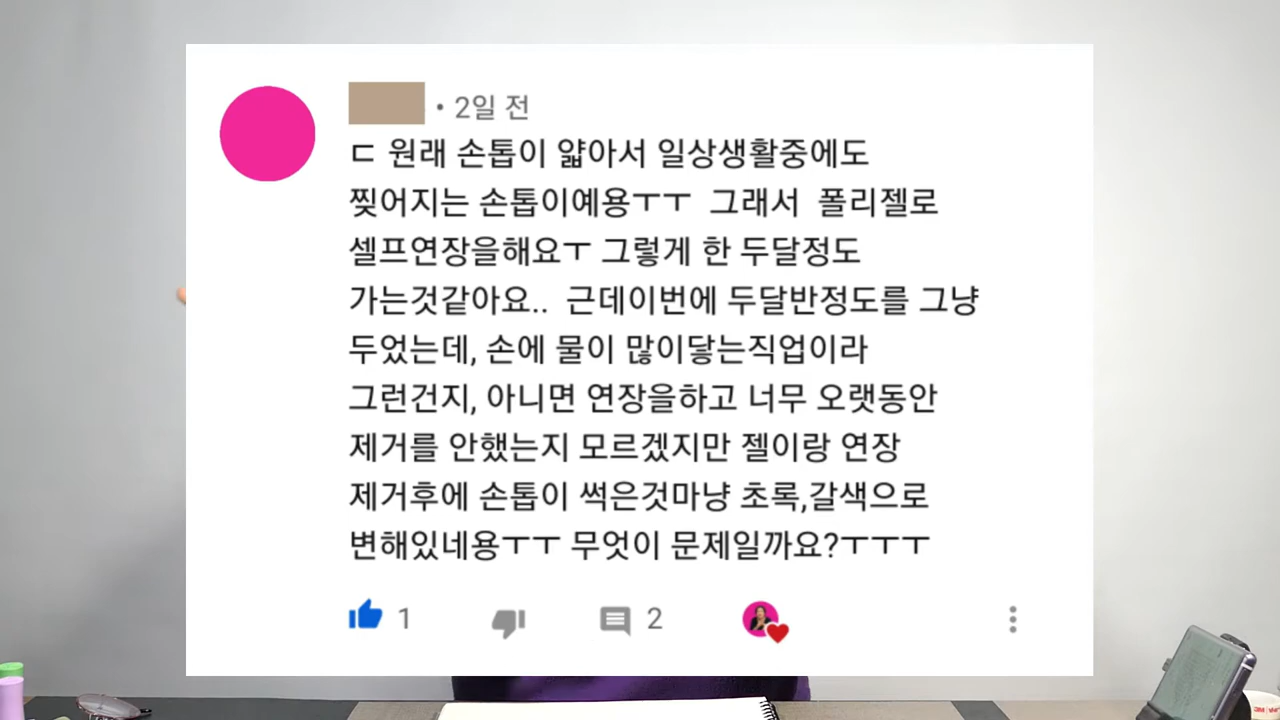 • 2일 전
ㄷ 원래 손톱이 얇아서 일상생활중에도
찢어지는 손톱이예용ㅜㅜ 그래서 폴리젤로
셀프연장을해요ㅜ 그렇게 한 두달정도
가는것같아요.. 근데이번에 두달반정도를 그냥
두었는데, 손에 물이 많이닿는직업이라
그런건지, 아니면 연장을하고 너무 오랫동안
제거를 안했는지 모르겠지만 젤이랑 연장
제거후에 손톱이 썩은것마냥 초록,갈색으로
변해있네용ㅜㅜ 무엇이 문제일까요?ㅜㅜㅜ
1 2
3M